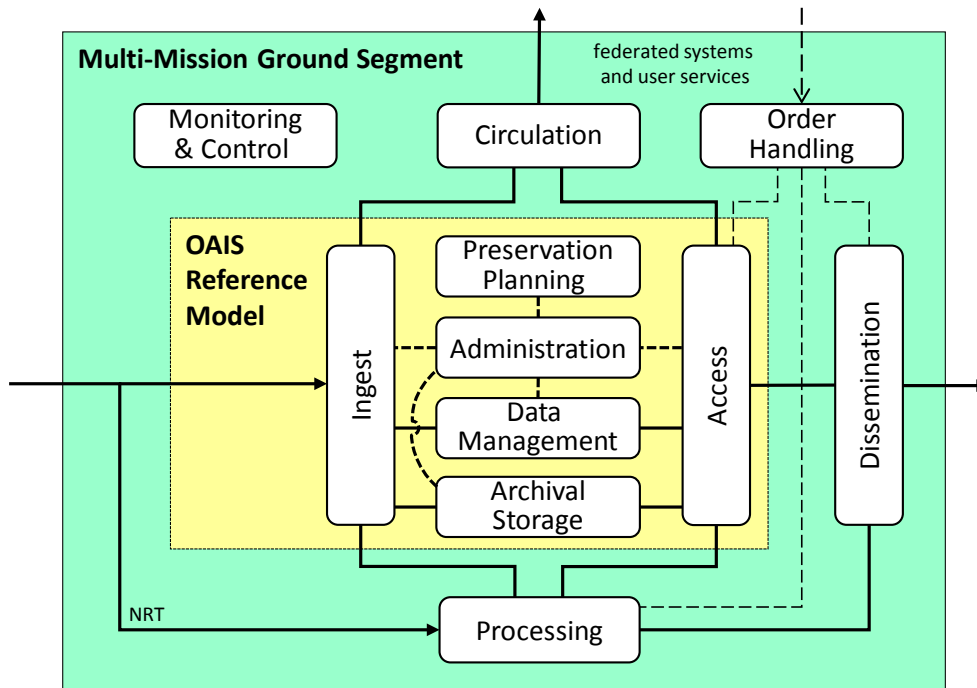 Multi-Mission Ground Segment
federated systems
and user services
Monitoring
& Control
Circulation
Order
Handling
OAIS
Reference
Model
Preservation
Planning
Administration
Data
Management
Archival
Storage
Ingest
Access
Dissemination
NRT
Processing